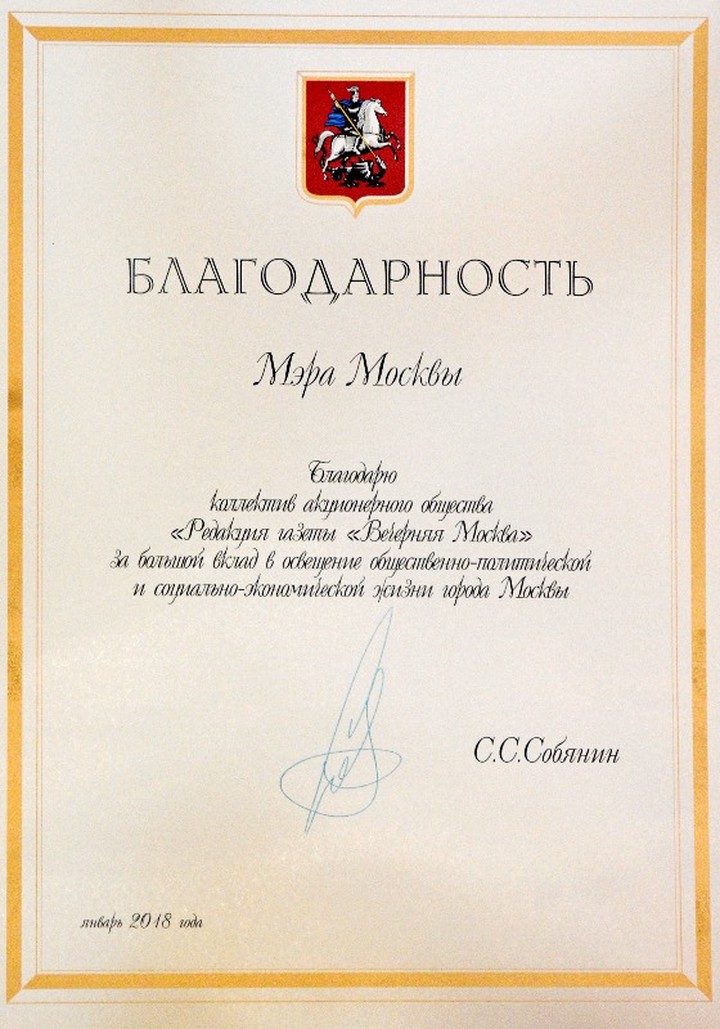 БЛАГОДАРНОСТЬ
Мэра Москвы
Благодарю
коллектив акционерного общества
«Редакция газеты «Вечерняя Москва»
за большой вклад в освещение общественно-политической
и социально-экономической жизни города Москвы
С.С.Собянин
январь 2018 года